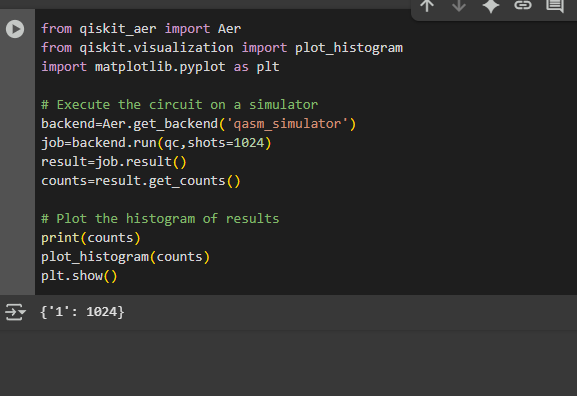 from qiskit_aer import Aer
from qiskit.visualization import plot_histogram
import matplotlib.pyplot as plt
# Execute the circuit on a simulator
backend=Aer.get_backend('qasm_simulator')
job=backend.run(qc,shots=1024)
result=job.result()
counts=result.get_counts()
# Plot the histogram of results
print(counts)
plot_histogram(counts)
plt.show()
{'1': 1024}